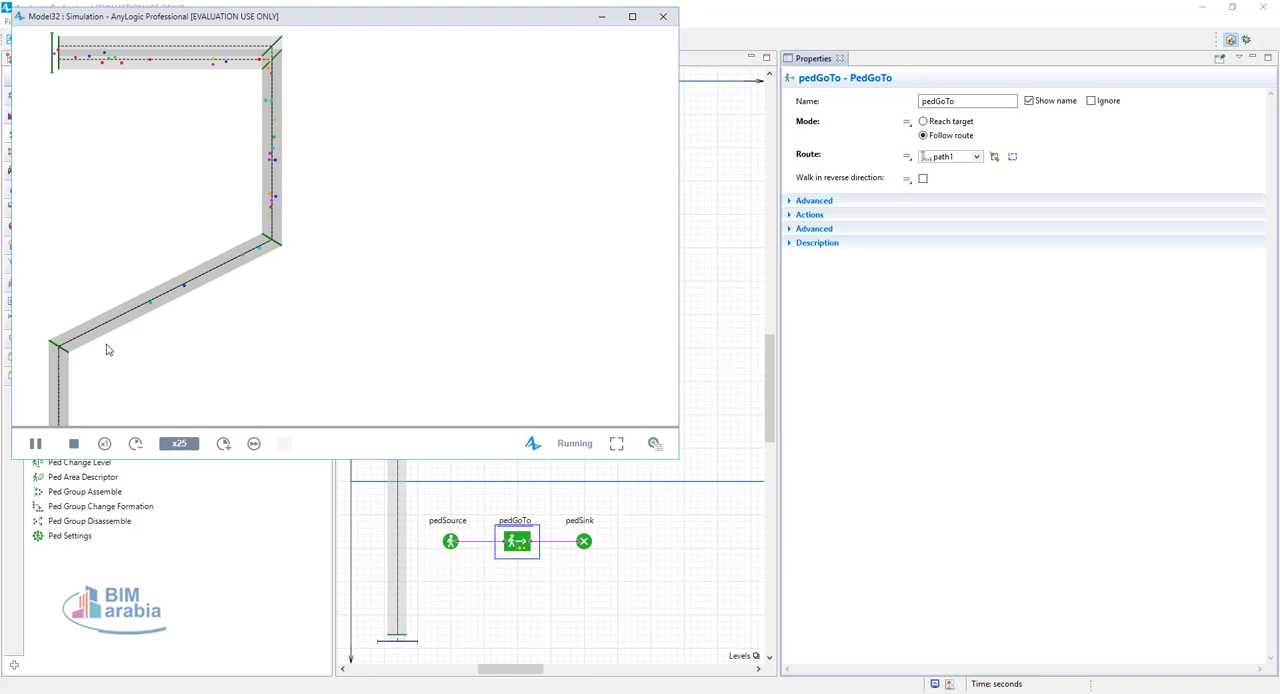 Model32 : Simulation - AnyLogic Professional [EVALUATION USE ONLY]
x25
Running
Ped Change Level
Ped Area Descriptor
Ped Group Assemble
Ped Group Change Formation
Ped Group Disassemble
Ped Settings
BIM
arabia
pedSource
pedGoTo
pedSink
Levels
Properties
pedGoTo - PedGoTo
Name:
pedGoTo
Show name
Ignore
Mode:
Reach target
Follow route
Route:
path1
Walk in reverse direction:
Advanced
Actions
Advanced
Description
Time: seconds